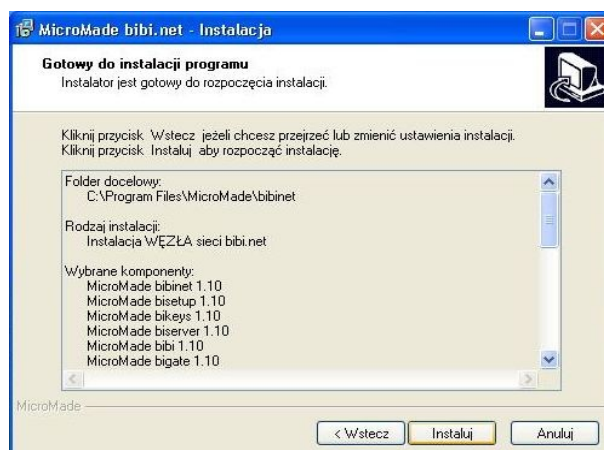 MicroMade bibi.net - Instalacja
Gotowy do instalacji programu
Instalator jest gotowy do rozpoczęcia instalacji.
Kliknij przycisk Wstecz jeżeli chcesz przejrzeć lub zmienić ustawienia instalacji.
Kliknij przycisk Instaluj aby rozpocząć instalację.
Folder docelowy:
C:\Program Files\MicroMade\bibinet
Rodzaj instalacji:
Instalacja WĘZŁA sieci bibi.net
Wybrane komponenty:
MicroMade bibinet 1.10
MicroMade bisetup 1.10
MicroMade bikeys 1.10
MicroMade biserver 1.10
MicroMade bibi 1.10
MicroMade bigate 1.10
MicroMade
< Wstecz
Instaluj
Anuluj